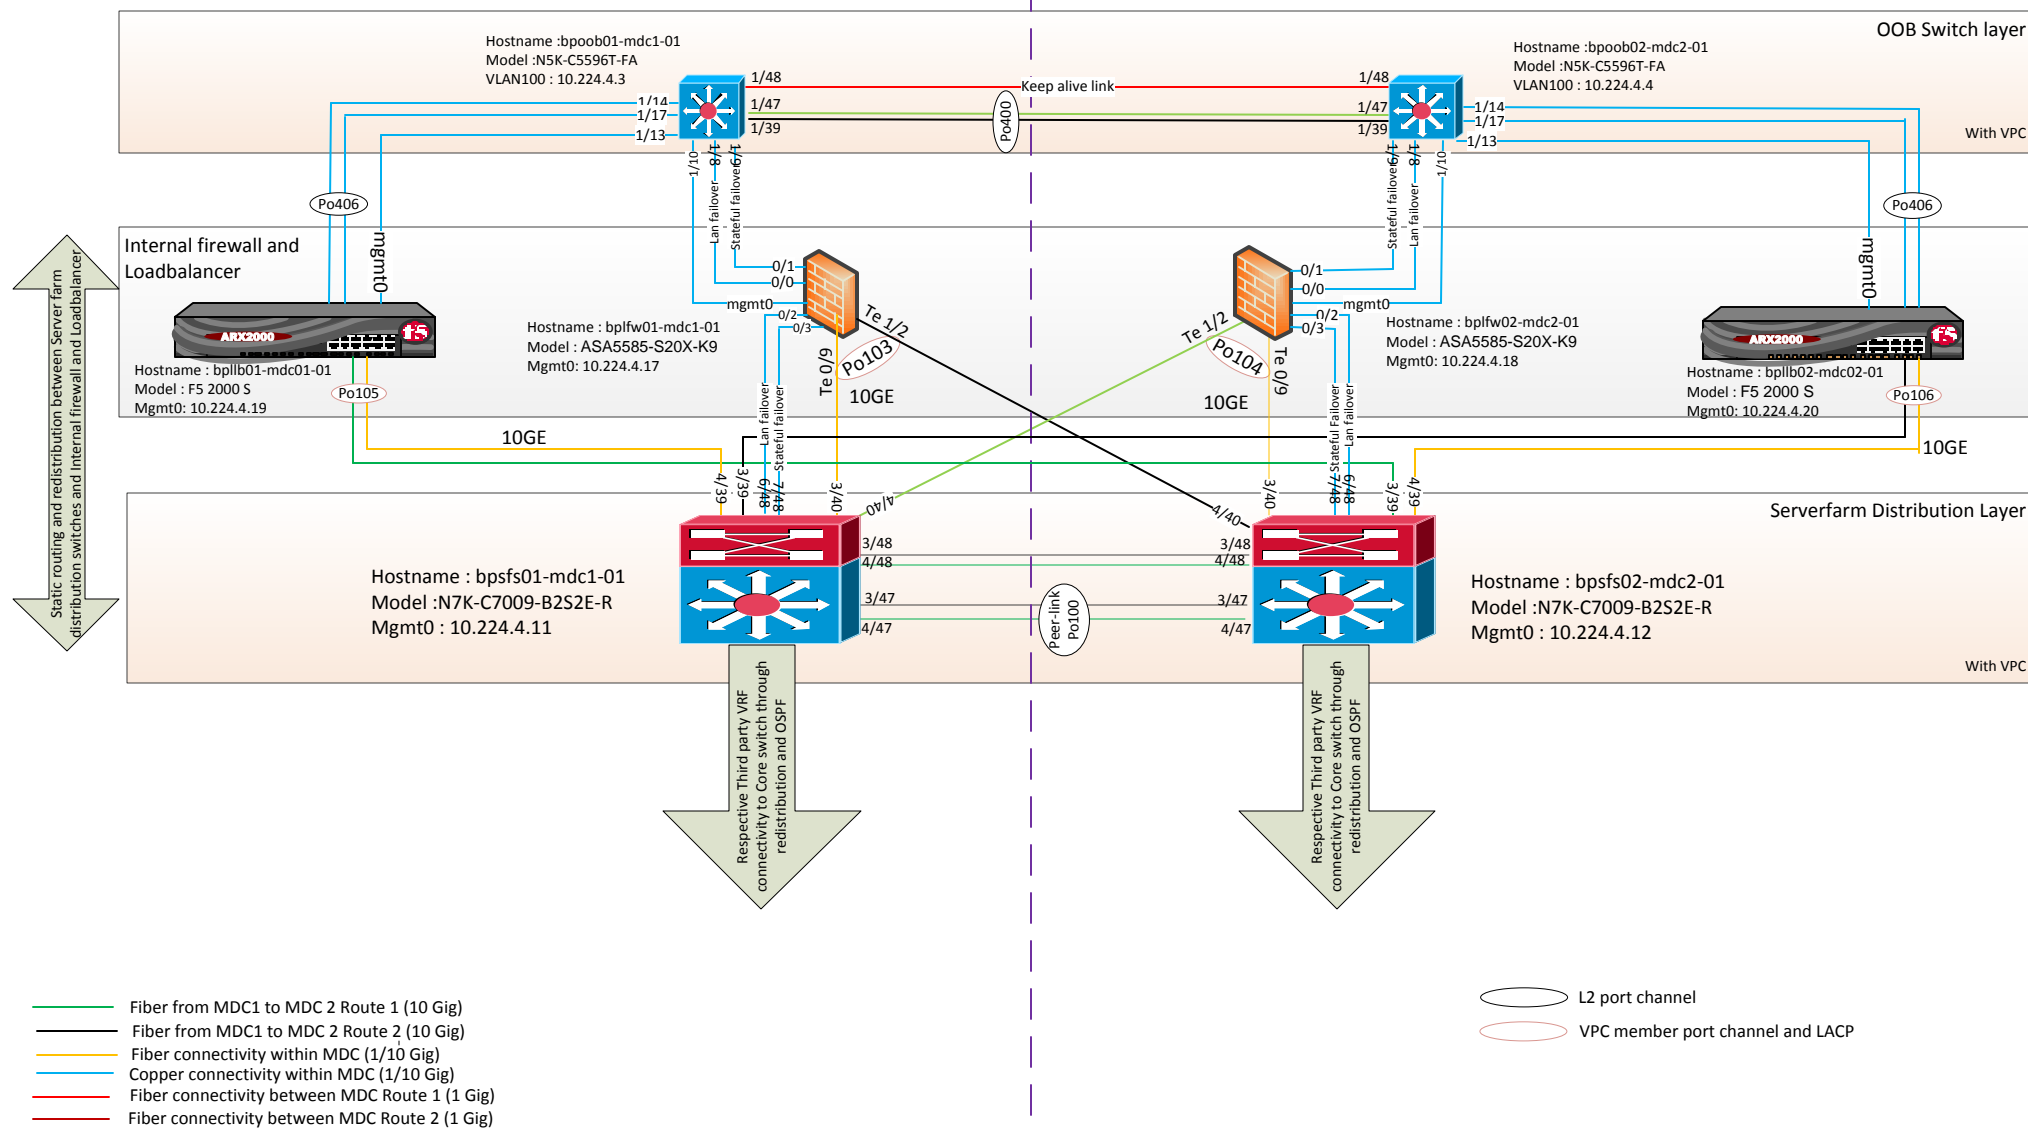 OOB Switch layer
Hostname :bpoob01-mdc1-01
Model :N5K-C5596T-FA
VLAN100 : 10.224.4.3
Hostname :bpoob02-mdc2-01
Model :N5K-C5596T-FA
VLAN100 : 10.224.4.4
1/48
Keep alive link
1/48
1/14
1/17
1/13
1/47
1/39
Po400
1/47
1/39
1/14
1/17
1/13
With VPC
1/10
1/8
1/9
Lan failover
Stateful failover
1/9
1/8
1/10
Stateful failover
Lan failover
Po406
Po406
mgmt0
mgmt0
Internal firewall and
Loadbalancer
Static routing and redistribution between Server farm
distribution switches and Internal firewall and Loadbalancer
0/1
0/0
mgmt0
0/2
0/3
0/1
0/0
mgmt0
0/2
0/3
Te 1/2
Te 1/2
Po103
Po104
Te 0/9
Te 0/9
10GE
10GE
ARX2000
f5
ARX2000
f5
Hostname : bplfw01-mdc1-01
Model : ASA5585-S20X-K9
Mgmt0: 10.224.4.17
Hostname : bplfw02-mdc2-01
Model : ASA5585-S20X-K9
Mgmt0: 10.224.4.18
Hostname : bpllb01-mdc01-01
Model : F5 2000 S
Mgmt0: 10.224.4.19
Po105
Hostname : bpllb02-mdc02-01
Model : F5 2000 S
Mgmt0: 10.224.4.20
Po106
10GE
10GE
Lan failover
Stateful failover
Stateful Failover
Lan failover
4/39
3/39
6/48
7/48
3/40
4/40
4/40
3/40
7/48
6/48
3/39
4/39
Serverfarm Distribution Layer
3/48
4/48
3/47
4/47
3/48
4/48
3/47
4/47
Peer-link
Po100
Hostname : bpsfs01-mdc1-01
Model :N7K-C7009-B2S2E-R
Mgmt0 : 10.224.4.11
Hostname : bpsfs02-mdc2-01
Model :N7K-C7009-B2S2E-R
Mgmt0 : 10.224.4.12
With VPC
Respective Third party VRF
connectivity to Core switch through
redistribution and OSPF
Respective Third party VRF
connectivity to Core switch through
redistribution and OSPF
Fiber from MDC1 to MDC 2 Route 1 (10 Gig)
Fiber from MDC1 to MDC 2 Route 2 (10 Gig)
Fiber connectivity within MDC (1/10 Gig)
Copper connectivity within MDC (1/10 Gig)
Fiber connectivity between MDC Route 1 (1 Gig)
Fiber connectivity between MDC Route 2 (1 Gig)
L2 port channel
VPC member port channel and LACP